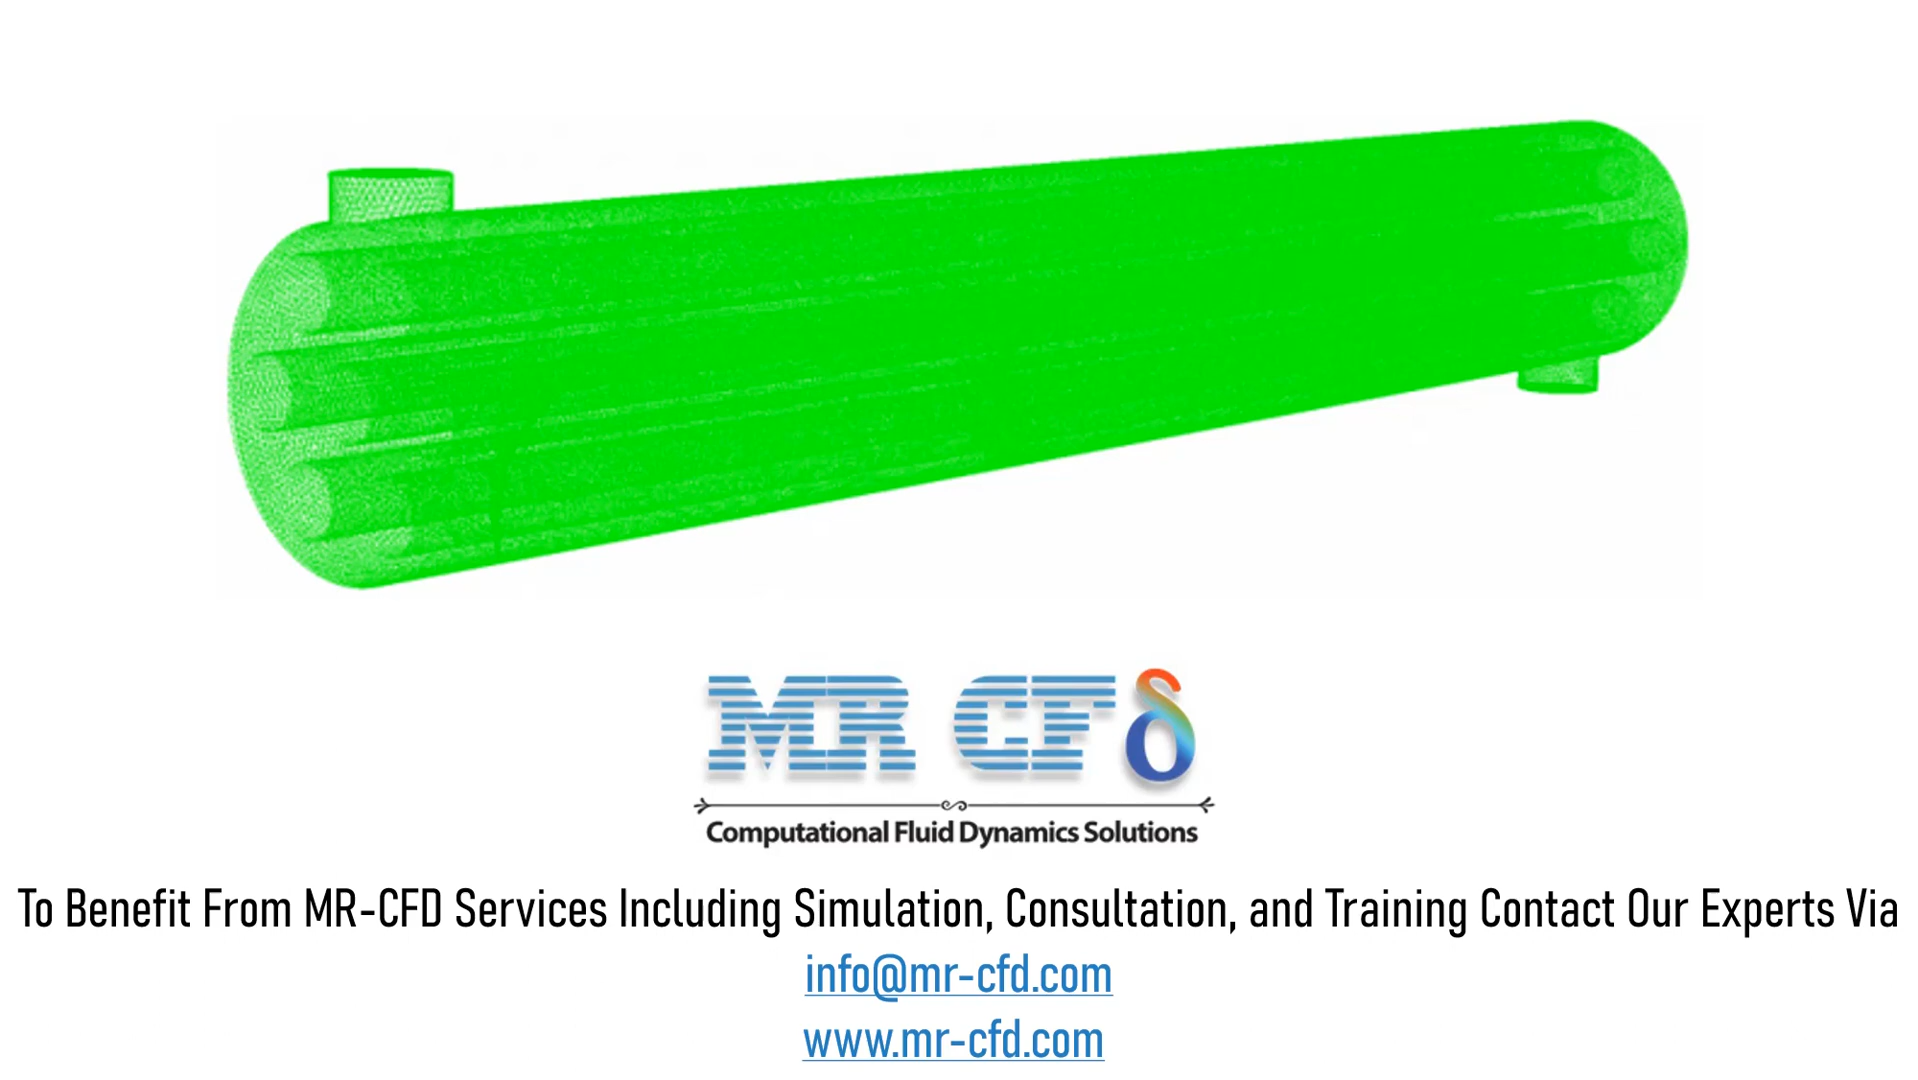 MR CFδ
Computational Fluid Dynamics Solutions
To Benefit From MR-CFD Services Including Simulation, Consultation, and Training Contact Our Experts Via
info@mr-cfd.com
www.mr-cfd.com